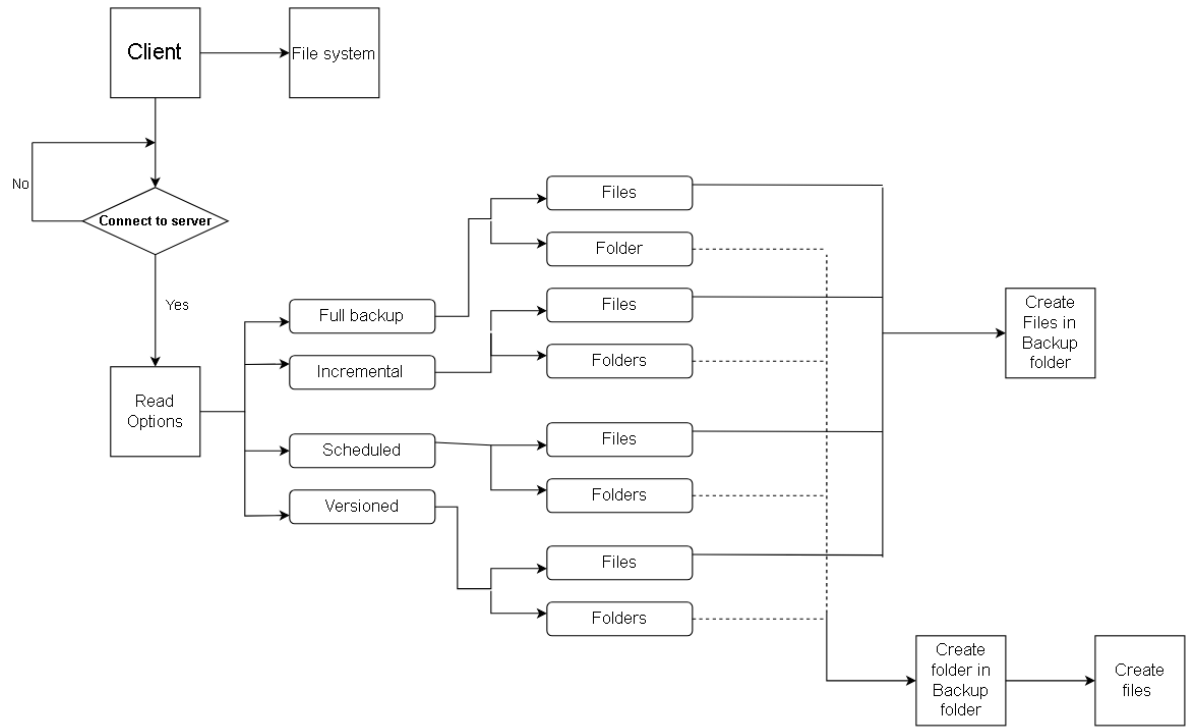 Client
File system
No
Connect to server
Yes
Read
Options
Full backup
Incremental
Scheduled
Versioned
Files
Folder
Files
Folders
Files
Folders
Files
Folders
Create
Files in
Backup
folder
Create
folder in
Backup
folder
Create
files